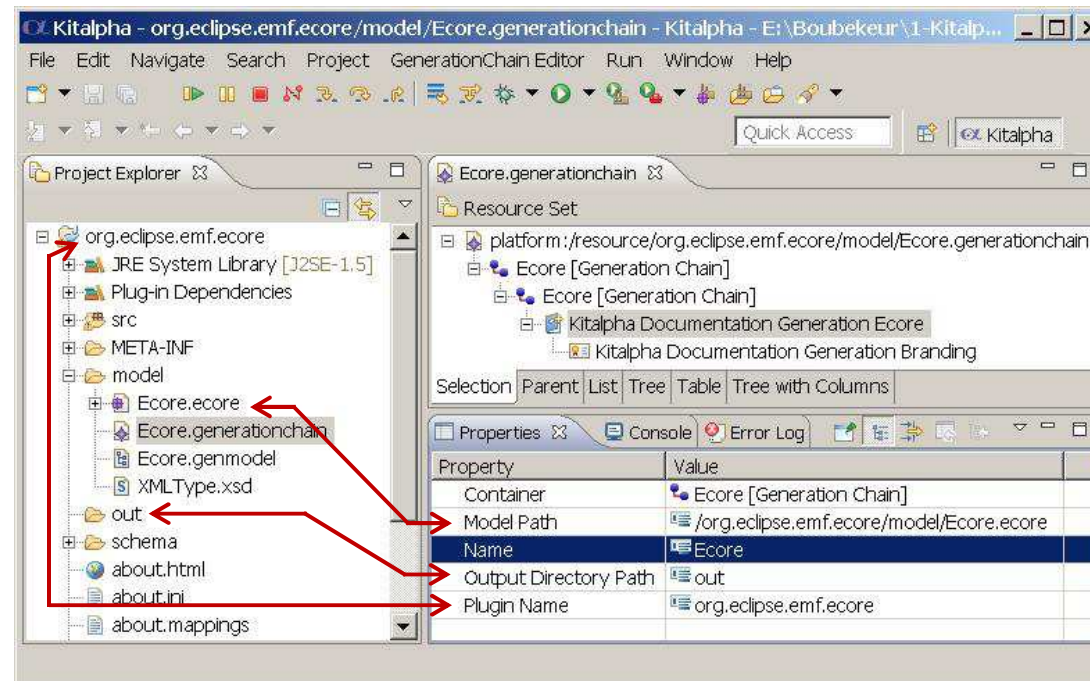 Kitalpha - org.eclipse.emf.ecore/model/Ecore.generationchain - Kitalpha - E:\Boubekeur\1-Kitalp...
File Edit Navigate Search Project GenerationChain Editor Run Window Help
Quick Access
Kitalpha
Project Explorer
org.eclipse.emf.ecore
JRE System Library [J2SE-1.5]
Plug-in Dependencies
src
META-INF
model
Ecore.ecore
Ecore.generationchain
Ecore.genmodel
XMLType.xsd
out
schema
about.html
about.ini
about.mappings
Ecore.generationchain
Resource Set
platform:/resource/org.eclipse.emf.ecore/model/Ecore.generationchain
Ecore [Generation Chain]
Ecore [Generation Chain]
Kitalpha Documentation Generation Ecore
Kitalpha Documentation Generation Branding
Selection Parent List Tree Table Tree with Columns
Properties Console Error Log
Property Value
Container Ecore [Generation Chain]
Model Path /org.eclipse.emf.ecore/model/Ecore.ecore
Name Ecore
Output Directory Path out
Plugin Name org.eclipse.emf.ecore